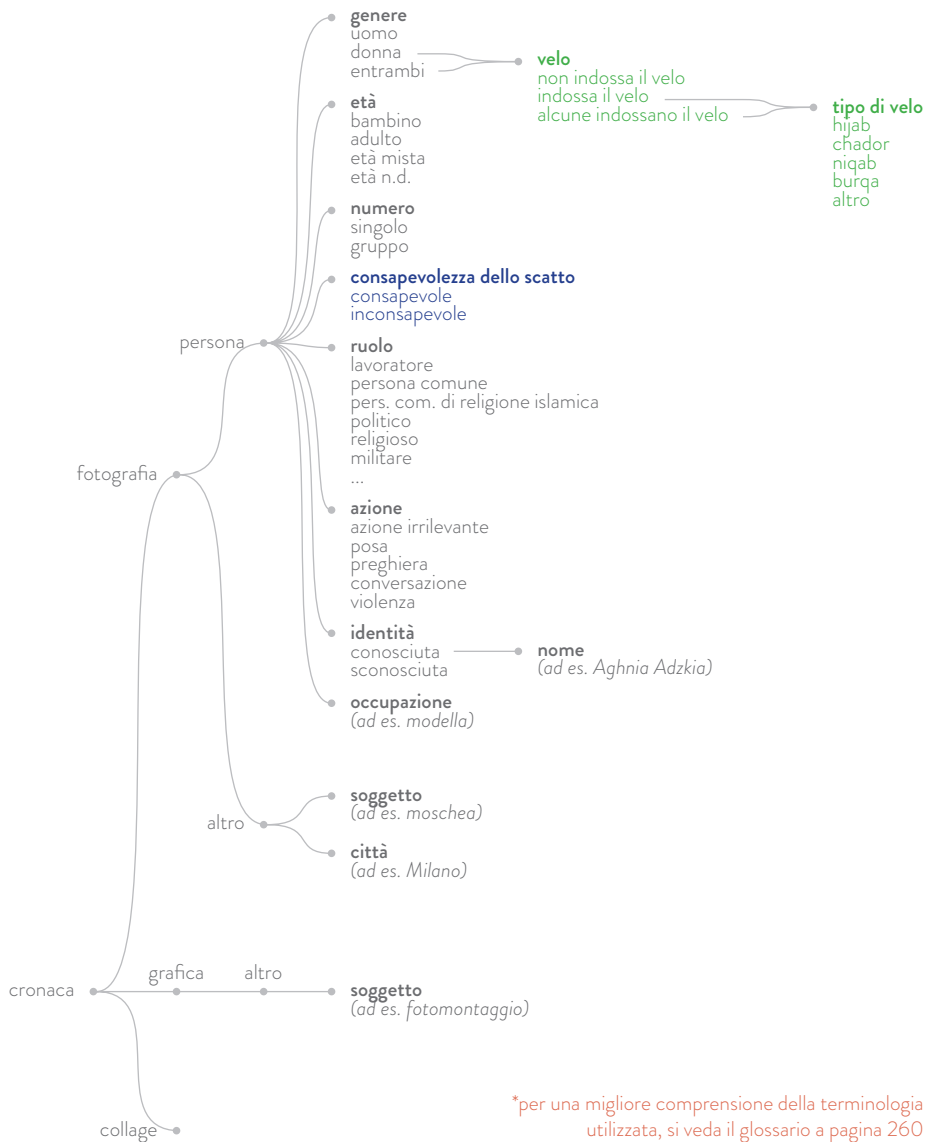 genere
uomo
donna
entrambi
velo
non indossa il velo
indossa il velo
alcune indossano il velo
tipo di velo
hijab
chador
niqab
burqa
altro
età
bambino
adulto
età mista
età n.d.
numero
singolo
gruppo
consapevolezza dello scatto
consapevole
inconsapevole
persona
ruolo
lavoratore
persona comune
pers. com. di religione islamica
politico
religioso
militare
...
fotografia
azione
azione irrilevante
posa
preghiera
conversazione
violenza
identità
conosciuta
sconosciuta
nome
(ad es. Aghnia Adzkia)
occupazione
(ad es. modella)
altro
soggetto
(ad es. moschea)
città
(ad es. Milano)
cronaca
grafica
altro
soggetto
(ad es. fotomontaggio)
collage
*per una migliore comprensione della terminologia
utilizzata, si veda il glossario a pagina 260